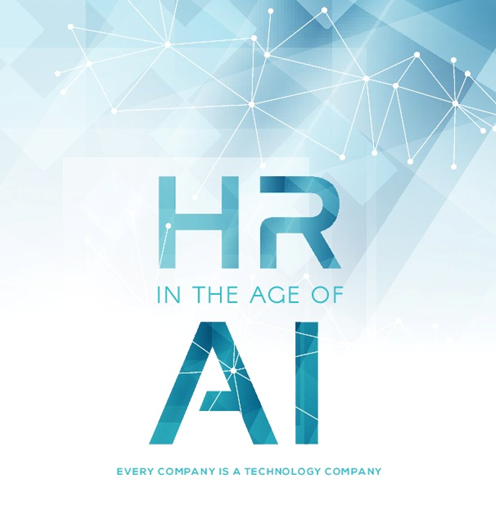 HR
IN THE AGE OF
AI
EVERY COMPANY IS A TECHNOLOGY COMPANY